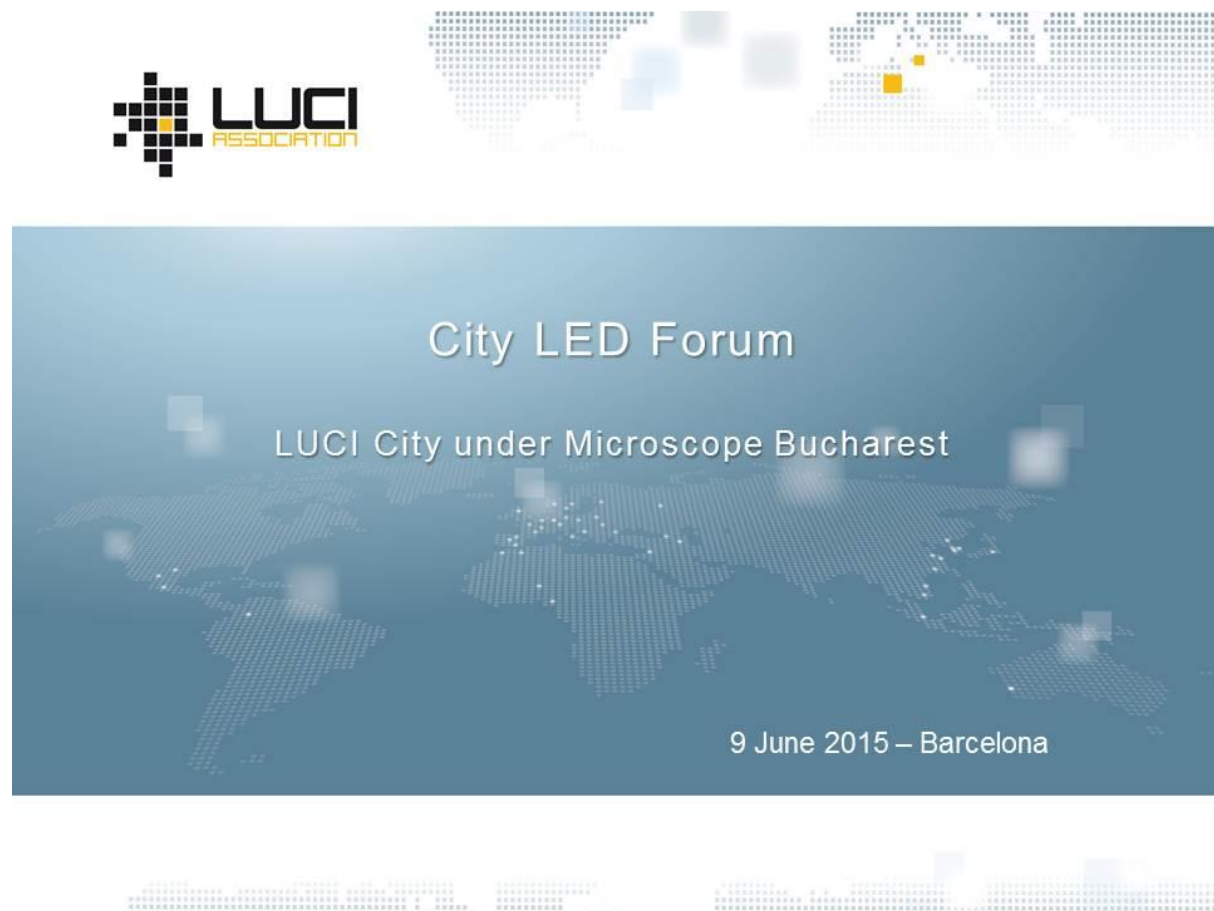 LUCI
ASSOCIATION
City LED Forum
LUCI City under Microscope Bucharest
9 June 2015 – Barcelona